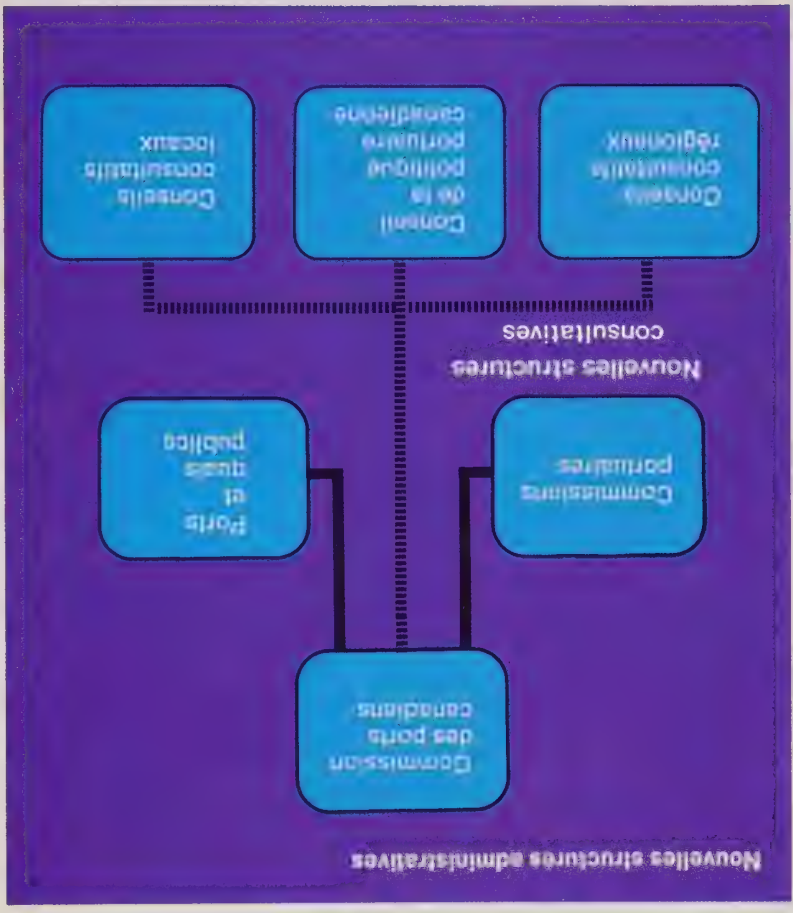 Nouvelles structures administratives
Commission
des ports
canadiens
Commissions
portuaires
Ports
et
quais
publics
Nouvelles structures
consultatives
Conseils
consultatifs
régionaux
Conseil
de la
politique
portuaire
canadienne
Conseils
consultatifs
locaux